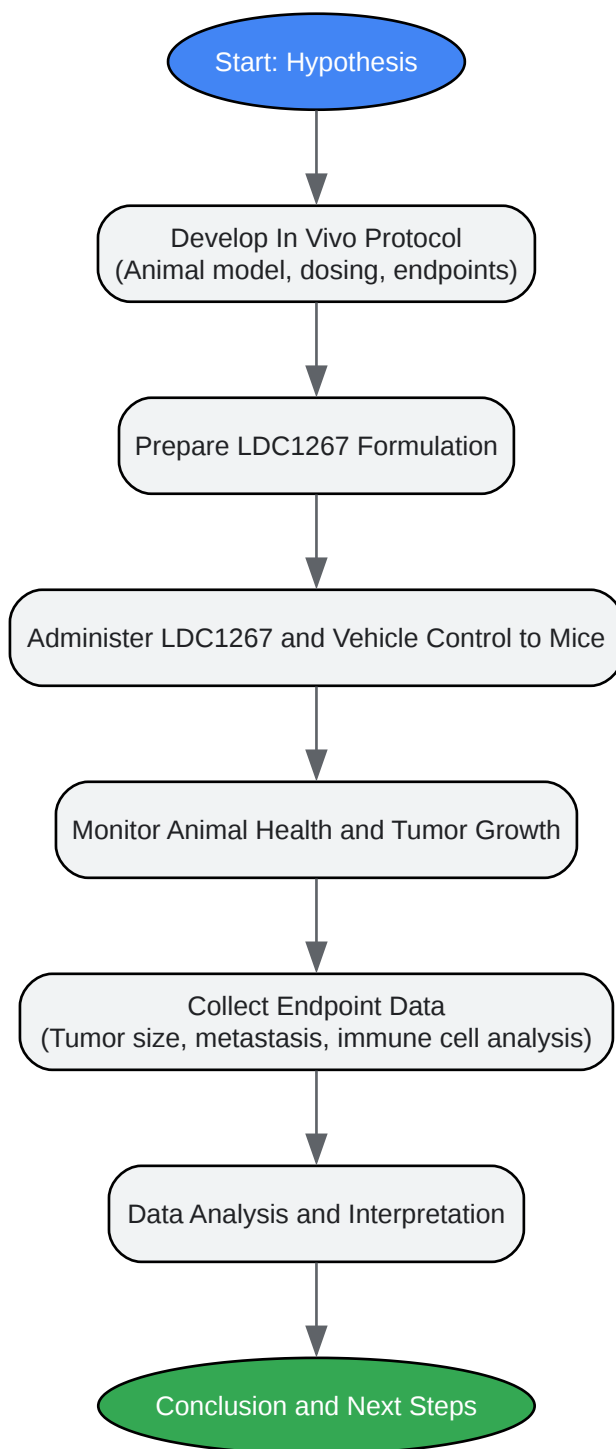 Start: Hypothesis
Develop In Vivo Protocol
(Animal model, dosing, endpoints)
Prepare LDC1267 Formulation
Administer LDC1267 and Vehicle Control to Mice
Monitor Animal Health and Tumor Growth
Collect Endpoint Data
(Tumor size, metastasis, immune cell analysis)
Data Analysis and Interpretation
Conclusion and Next Steps